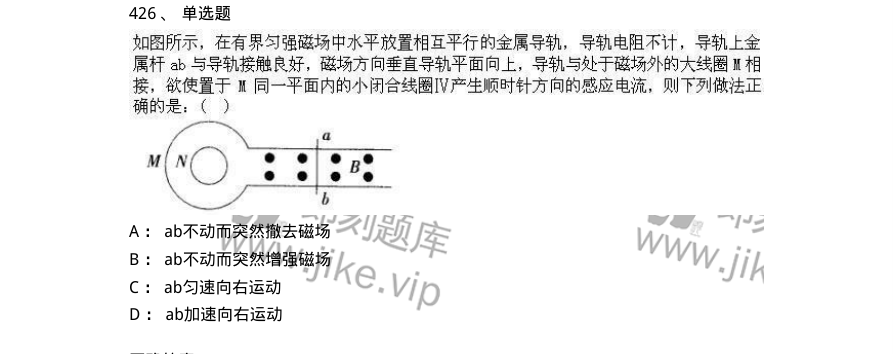 426 、 单选题
如图所示，在有界匀强磁场中水平放置相互平行的金属导轨，导轨电阻不计，导轨上金
属杆 ab 与导轨接触良好，磁场方向垂直导轨平面向上，导轨与处于磁场外的大线圈 M 相
接，欲使置于 M 同一平面内的小闭合线圈Ⅳ产生顺时针方向的感应电流，则下列做法正
确的是：（ ）
a
M N B
b
A ： ab不动而突然撤去磁场
B ： ab不动而突然增强磁场
C ： ab匀速向右运动
D ： ab加速向右运动
即刻题库
www.jike.vip
www.jik